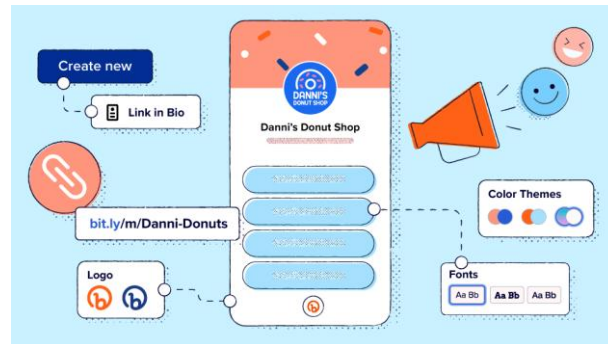 Create new
Link in Bio
bit.ly/m/Danni-Donuts
Logo
DANNI'S
DONUT SHOP
Danni's Donut Shop
Color Themes
Fonts
Aa Bb Aa Bb Aa Bb